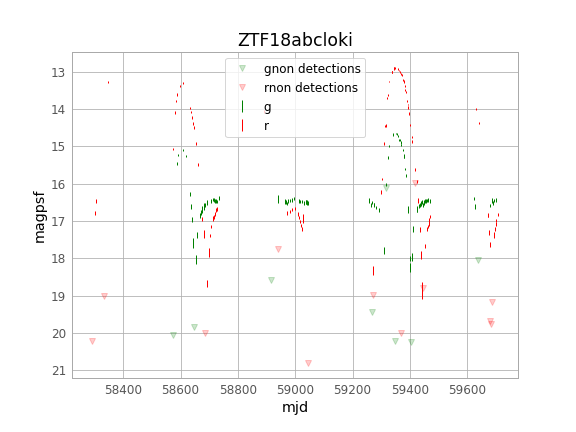 ZTF18abcloki
gnon detections
rnon detections
g
r
magpsf
13
14
15
16
17
18
19
20
21
58400 58600 58800 59000 59200 59400 59600
mjd